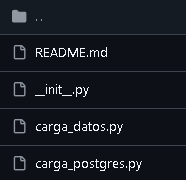 ..
README.md
__init__.py
carga_datos.py
carga_postgres.py